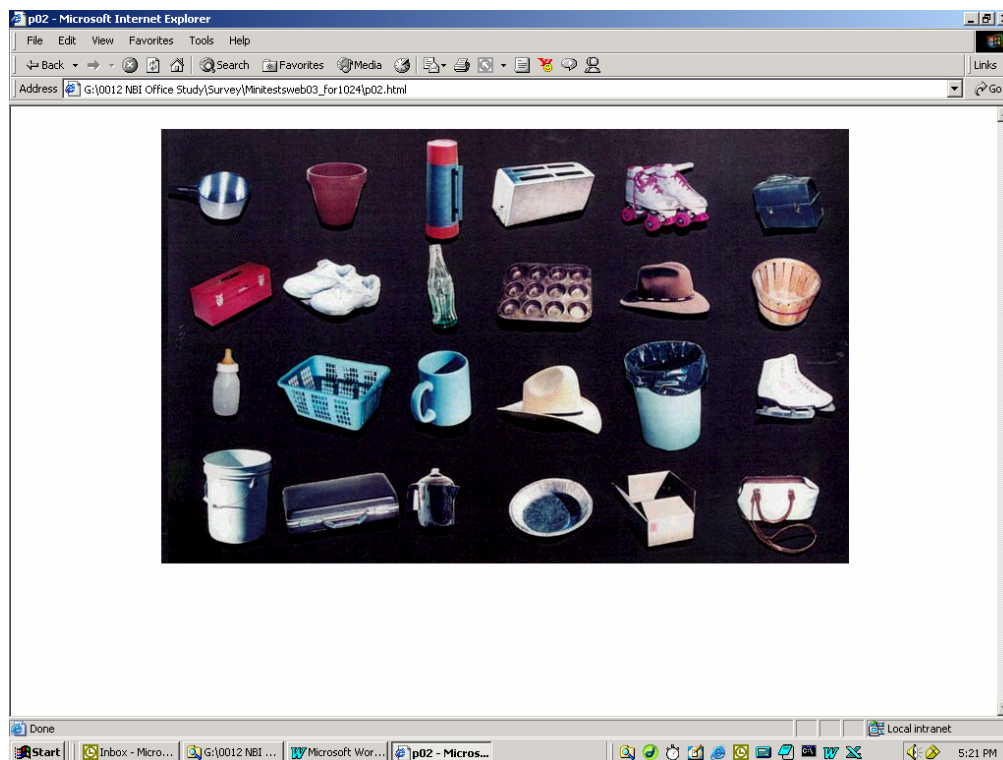 p02 - Microsoft Internet Explorer
File Edit View Favorites Tools Help
Back Search Favorites Media Links
Address G:\0012 NBI Office Study\Survey\Minitestsweb03_for1024\p02.html Go
Done Local intranet
Start Inbox - Micro... G:\0012 NBI ... Microsoft Wor... p02 - Micros... 5:21 PM